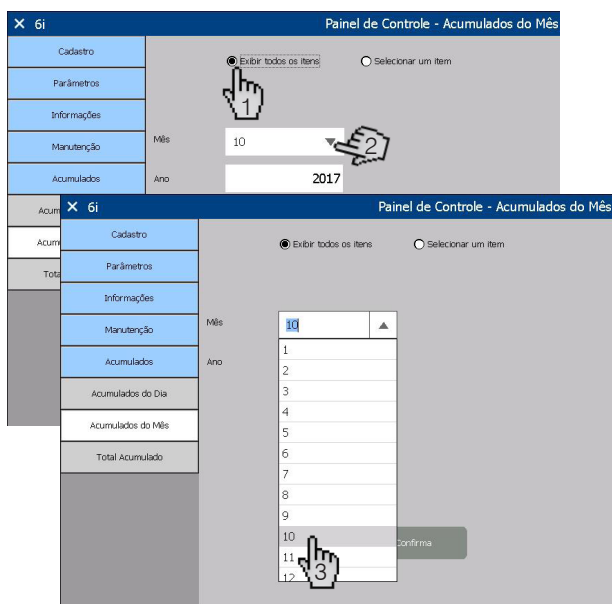 6i Painel de Controle - Acumulados do Mês
Cadastro
Exibir todos os itens Selecionar um item
Parâmetros
1
Informações
Mês 10 2
Manutenção
Acumulados Ano 2017
Acum
Acum
Tota
6i Painel de Controle - Acumulados do Mês
Cadastro
Exibir todos os itens Selecionar um item
Parâmetros
Informações
Manutenção Mês 10
Acumulados Ano
Acumulados do Dia
Acumulados do Mês
Total Acumulado
1
2
3
4
5
6
7
8
9
10
Confirma
11
3
12